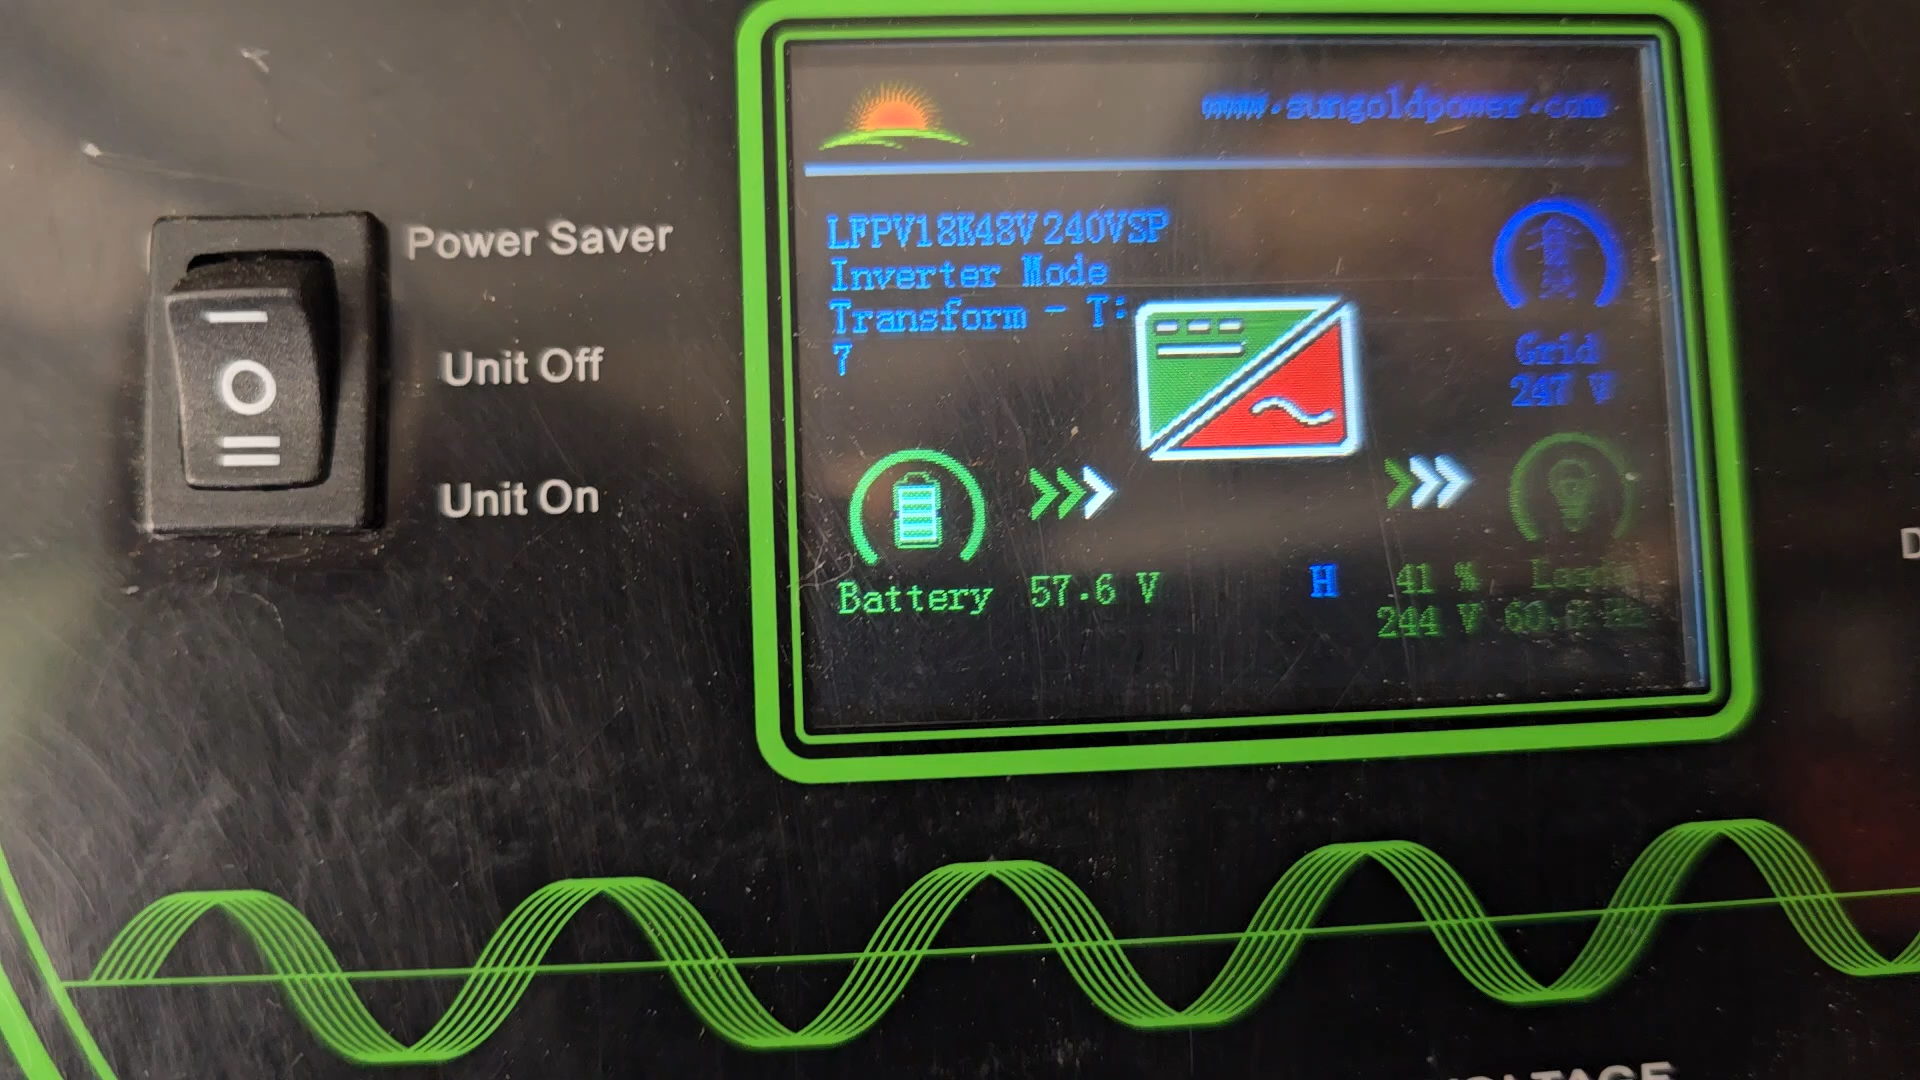 www.sungoldpower.com
LFPV18K48V240VSP
Inverter Mode
Transform - T:
7
Power Saver
Unit Off
Unit On
Grid
247 V
Battery 57.6 V
H 41 %
244 V